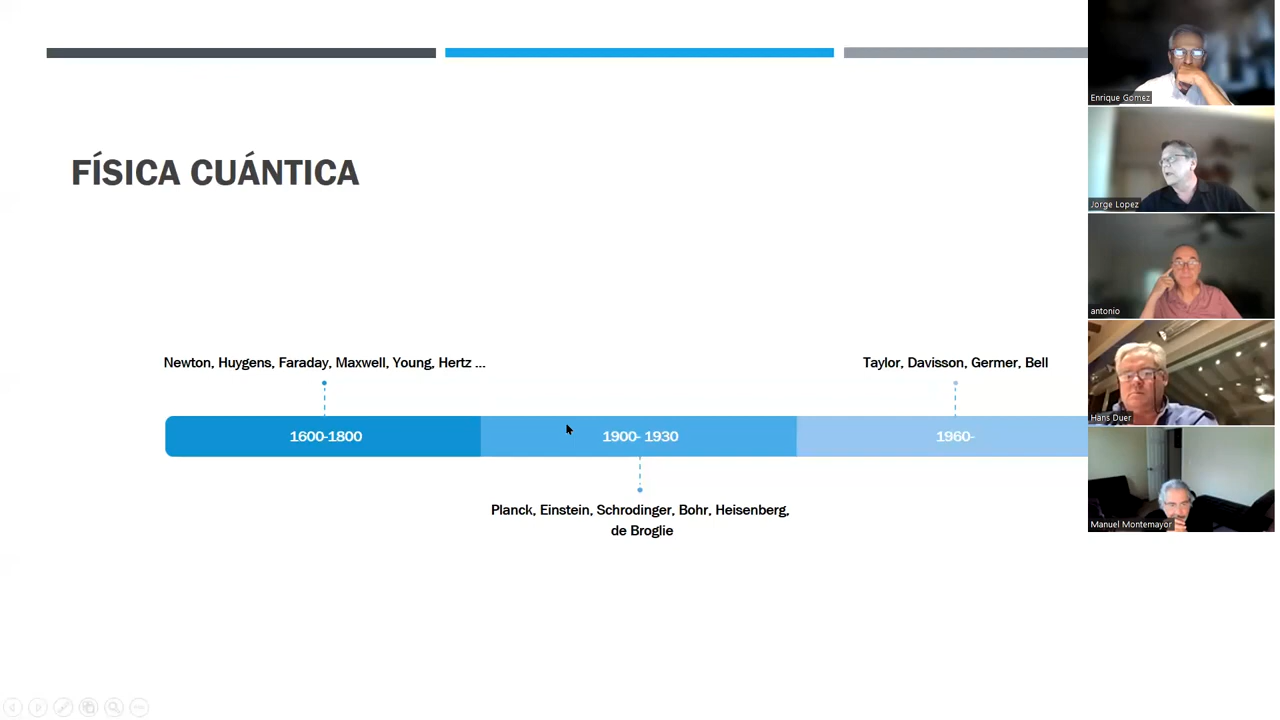 FÍSICA CUÁNTICA
Newton, Huygens, Faraday, Maxwell, Young, Hertz ...
Taylor, Davisson, Germer, Bell
1600-1800
1900- 1930
1960-
Planck, Einstein, Schrodinger, Bohr, Heisenberg,
de Broglie
Enrique Gomez
Jorge Lopez
antonio
Hans Duer
Manuel Montemayor